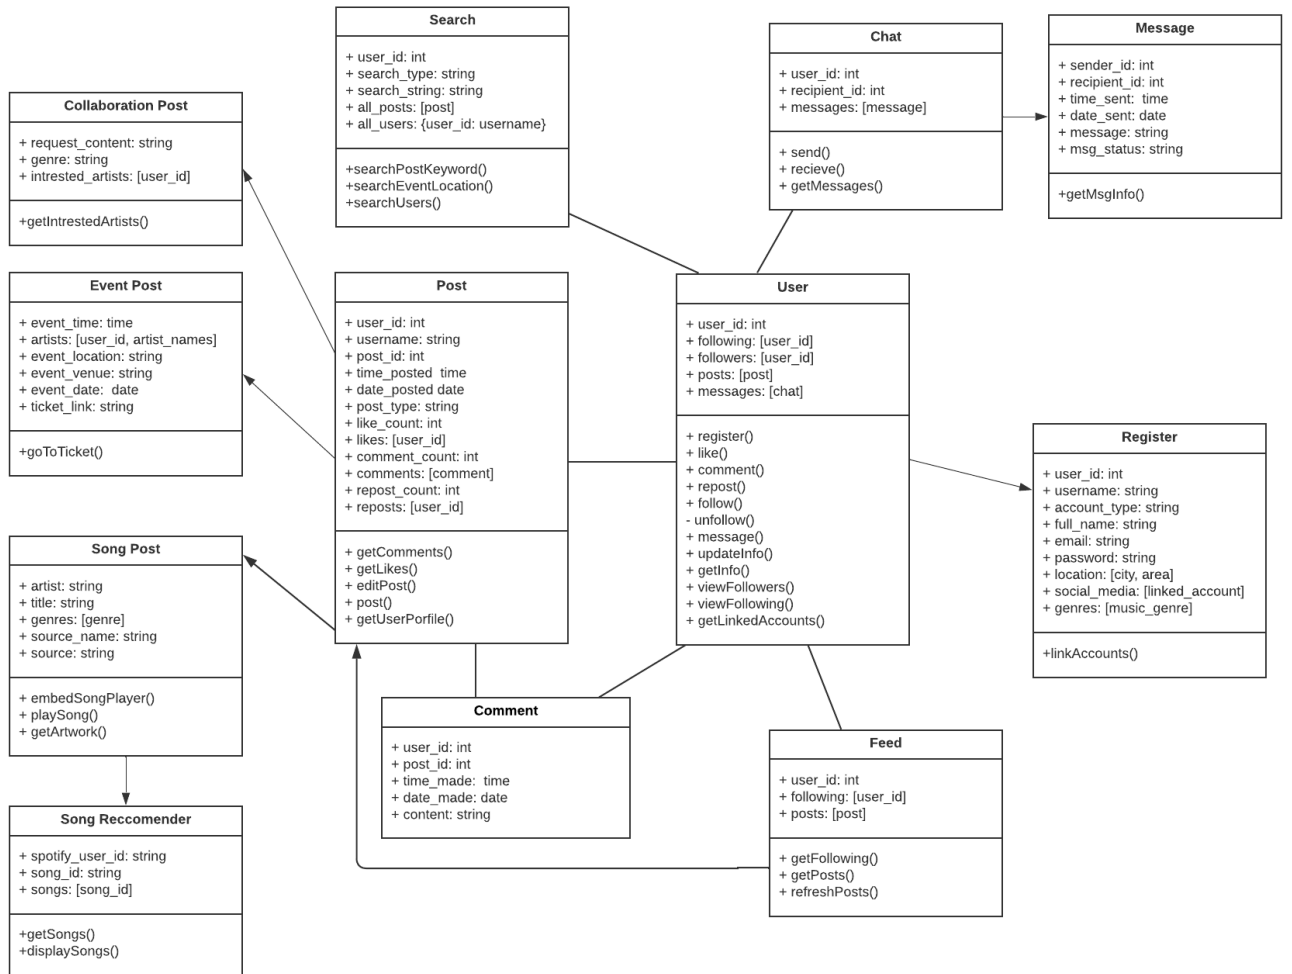 Search
+ user_id: int
+ search_type: string
+ search_string: string
+ all_posts: [post]
+ all_users: {user_id: username}
+searchPostKeyword()
+searchEventLocation()
+searchUsers()
Chat
+ user_id: int
+ recipient_id: int
+ messages: [message]
+ send()
+ recieve()
+ getMessages()
Message
+ sender_id: int
+ recipient_id: int
+ time_sent:  time
+ date_sent: date
+ message: string
+ msg_status: string
+getMsgInfo()
Collaboration Post
+ request_content: string
+ genre: string
+ intrested_artists: [user_id]
+getIntrestedArtists()
Event Post
+ event_time: time
+ artists: [user_id, artist_names]
+ event_location: string
+ event_venue: string
+ event_date:  date
+ ticket_link: string
+goToTicket()
Post
+ user_id: int
+ username: string
+ post_id: int
+ time_posted  time
+ date_posted date
+ post_type: string
+ like_count: int
+ likes: [user_id]
+ comment_count: int
+ comments: [comment]
+ repost_count: int
+ reposts: [user_id]
+ getComments()
+ getLikes()
+ editPost()
+ post()
+ getUserPorfile()
User
+ user_id: int
+ following: [user_id]
+ followers: [user_id]
+ posts: [post]
+ messages: [chat]
+ register()
+ like()
+ comment()
+ repost()
+ follow()
- unfollow()
+ message()
+ updateInfo()
+ getInfo()
+ viewFollowers()
+ viewFollowing()
+ getLinkedAccounts()
Register
+ user_id: int
+ username: string
+ account_type: string
+ full_name: string
+ email: string
+ password: string
+ location: [city, area]
+ social_media: [linked_account]
+ genres: [music_genre]
+linkAccounts()
Song Post
+ artist: string
+ title: string
+ genres: [genre]
+ source_name: string
+ source: string
+ embedSongPlayer()
+ playSong()
+ getArtwork()
Comment
+ user_id: int
+ post_id: int
+ time_made:  time
+ date_made: date
+ content: string
Feed
+ user_id: int
+ following: [user_id]
+ posts: [post]
+ getFollowing()
+ getPosts()
+ refreshPosts()
Song Reccomender
+ spotify_user_id: string
+ song_id: string
+ songs: [song_id]
+getSongs()
+displaySongs()